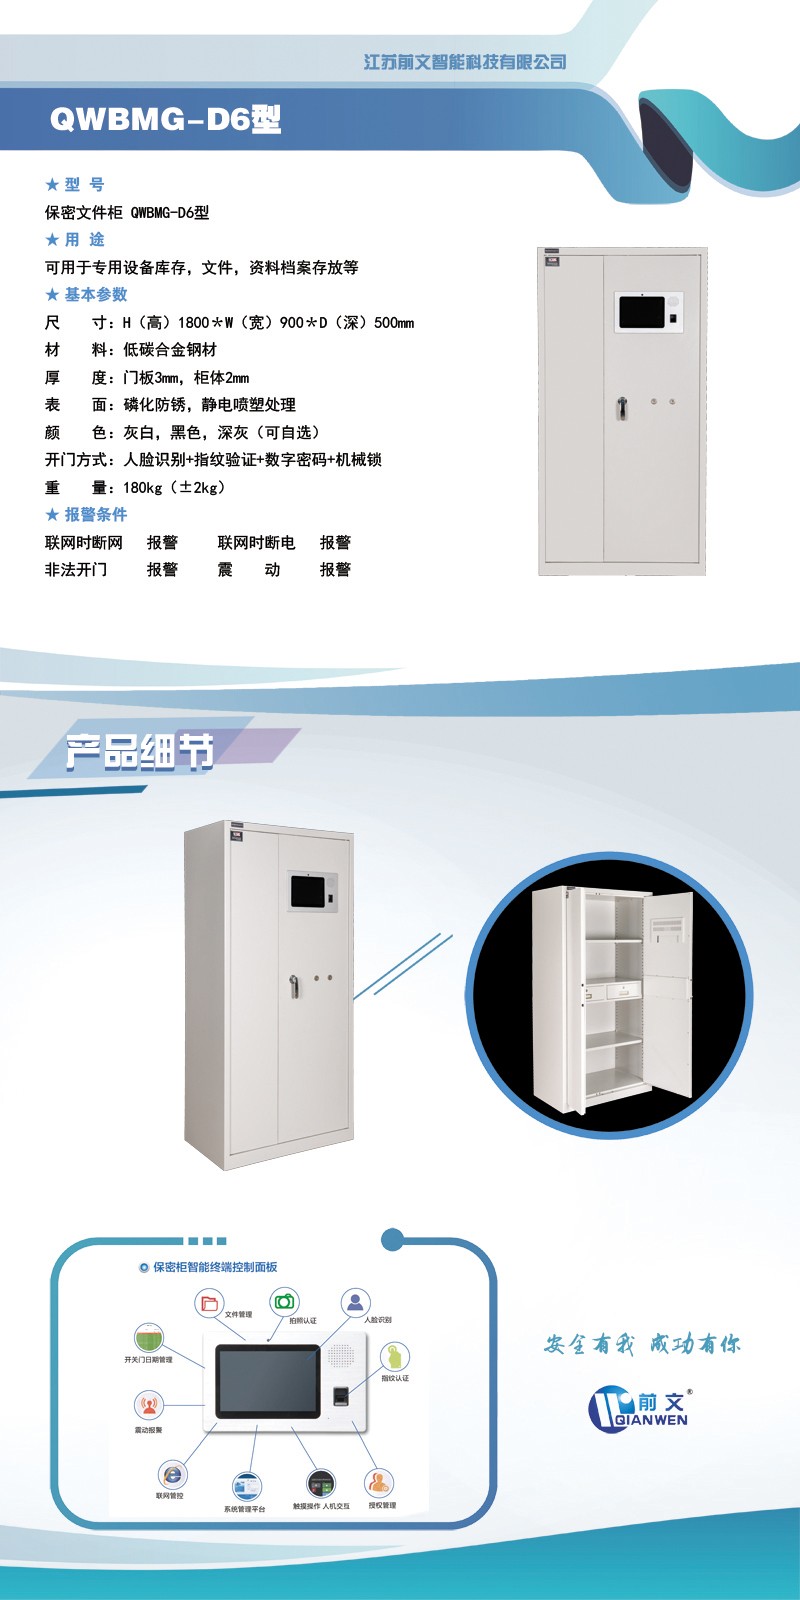 江苏前文智能科技有限公司
QWBMG-D6型
★ 型 号
保密文件柜 QWBMG-D6型
★ 用 途
可用于专用设备库存，文件，资料档案存放等
★ 基本参数
尺 寸：H（高）1800＊W（宽）900＊D（深）500mm
材 料：低碳合金钢材
厚 度：门板3mm，柜体2mm
表 面：磷化防锈，静电喷塑处理
颜 色：灰白，黑色，深灰（可自选）
开门方式：人脸识别+指纹验证+数字密码+机械锁
重 量：180kg（±2kg）
★ 报警条件
联网时断网 报警 联网时断电 报警
非法开门 报警 震 动 报警
产品细节
保密柜智能终端控制面板
文件管理
拍照认证
人脸识别
开关门日期管理
指纹认证
震动报警
联网管控
系统管理平台
触摸操作 人机交互
授权管理
安全有我 成功有你
前文®
QIANWEN